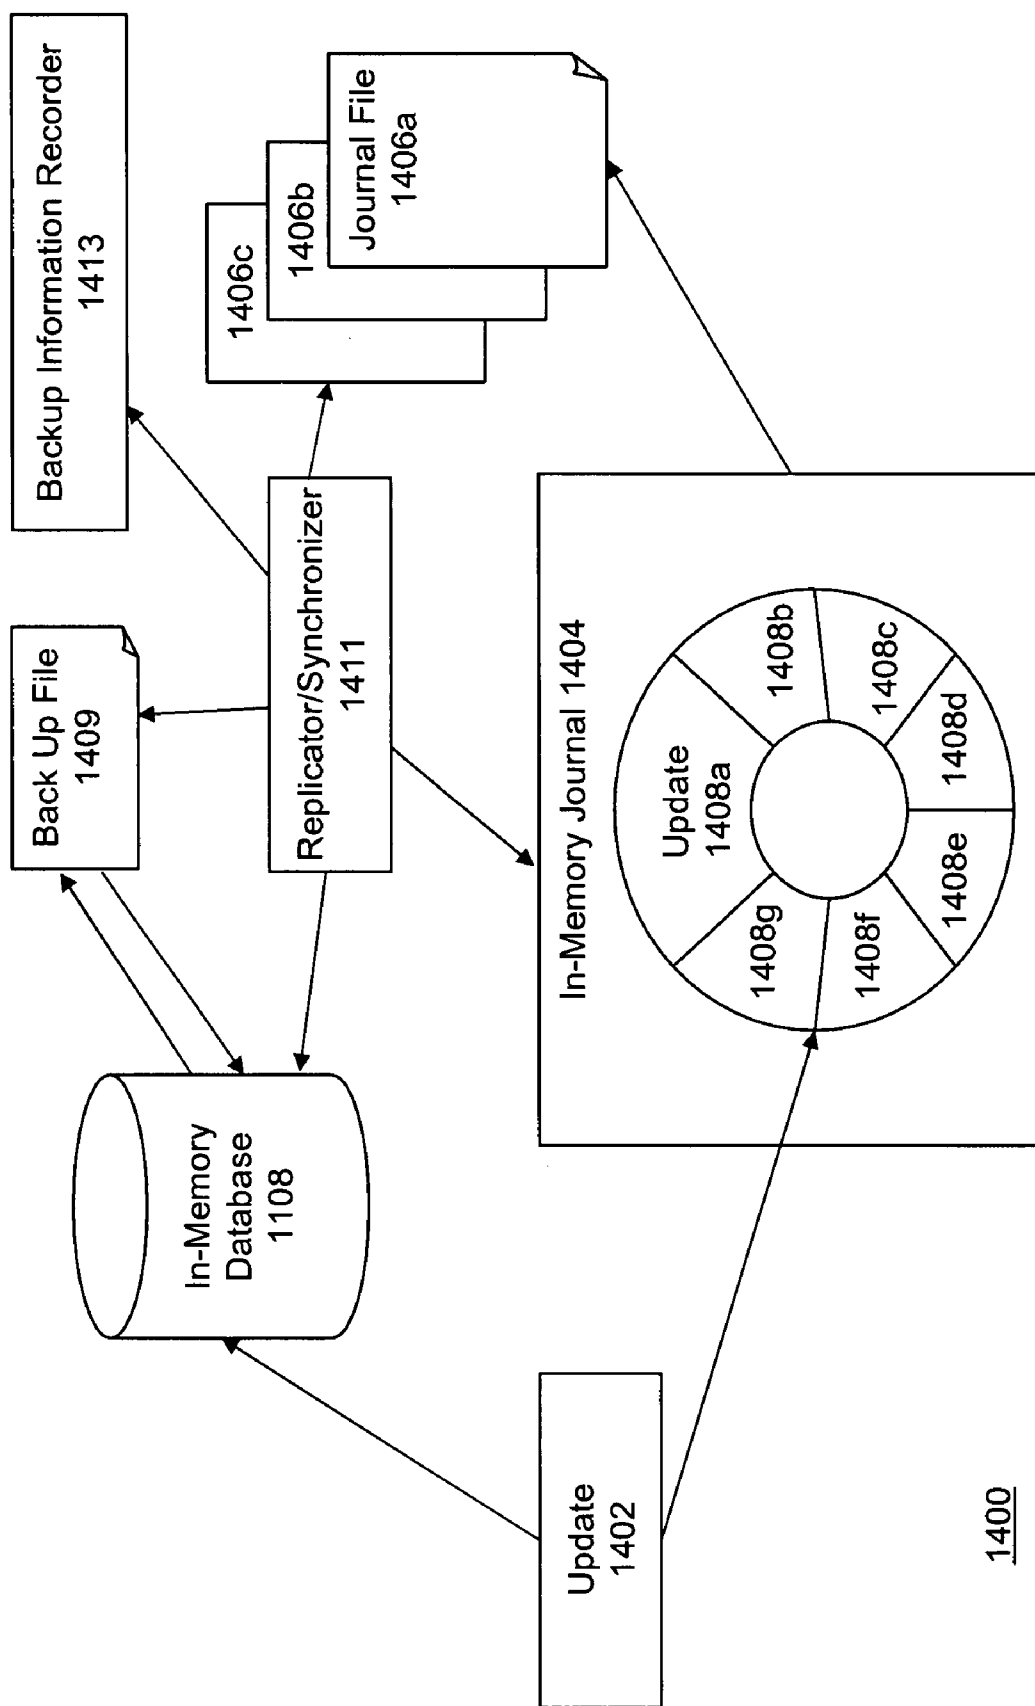 Backup Information Recorder
1413
Back Up File
1409
In-Memory
Database
1108
Replicator/Synchronizer
1411
1406c
1406b
Journal File
1406a
Update
1402
In-Memory Journal 1404
Update
1408a
1408b
1408c
1408d
1408e
1408f
1408g
1400